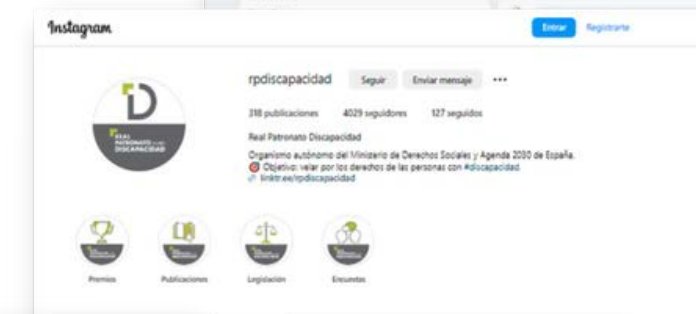 Instagram
Entrar Registrarte
rpdiscapacidad Seguir Enviar mensaje
318 publicaciones 4029 seguidores 127 seguidos
Real Patronato Discapacidad
Organismo autónomo del Ministerio de Derechos Sociales y Agenda 2030 de España.
Objetivo: velar por los derechos de las personas con #discapacidad.
linktr.ee/rpdiscapacidad
REAL
PATRONATO
DISCAPACIDAD
Premios Publicaciones Legislación Encuestas